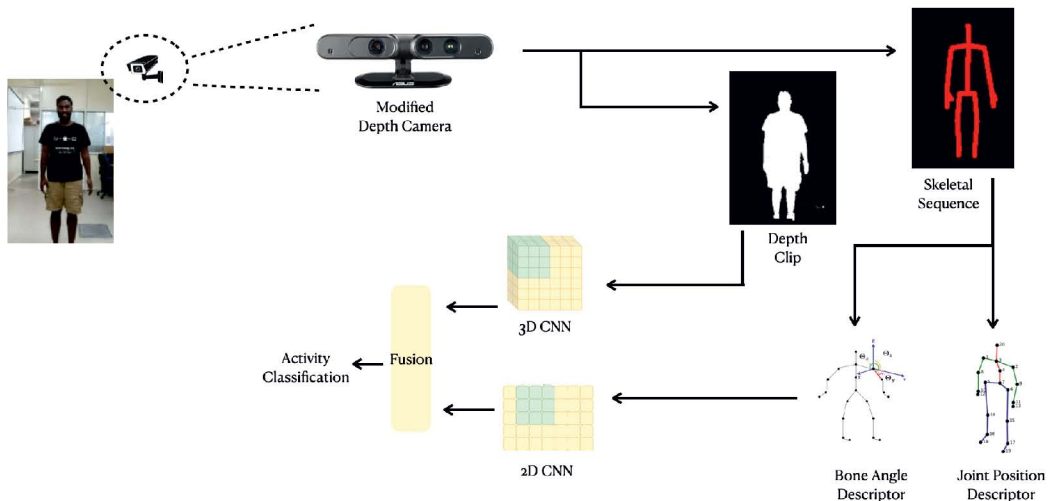 ASUS
Modified
Depth Camera
Skeletal
Sequence
Depth
Clip
3D CNN
Fusion
Activity
Classification
2D CNN
Bone Angle
Descriptor
Joint Position
Descriptor